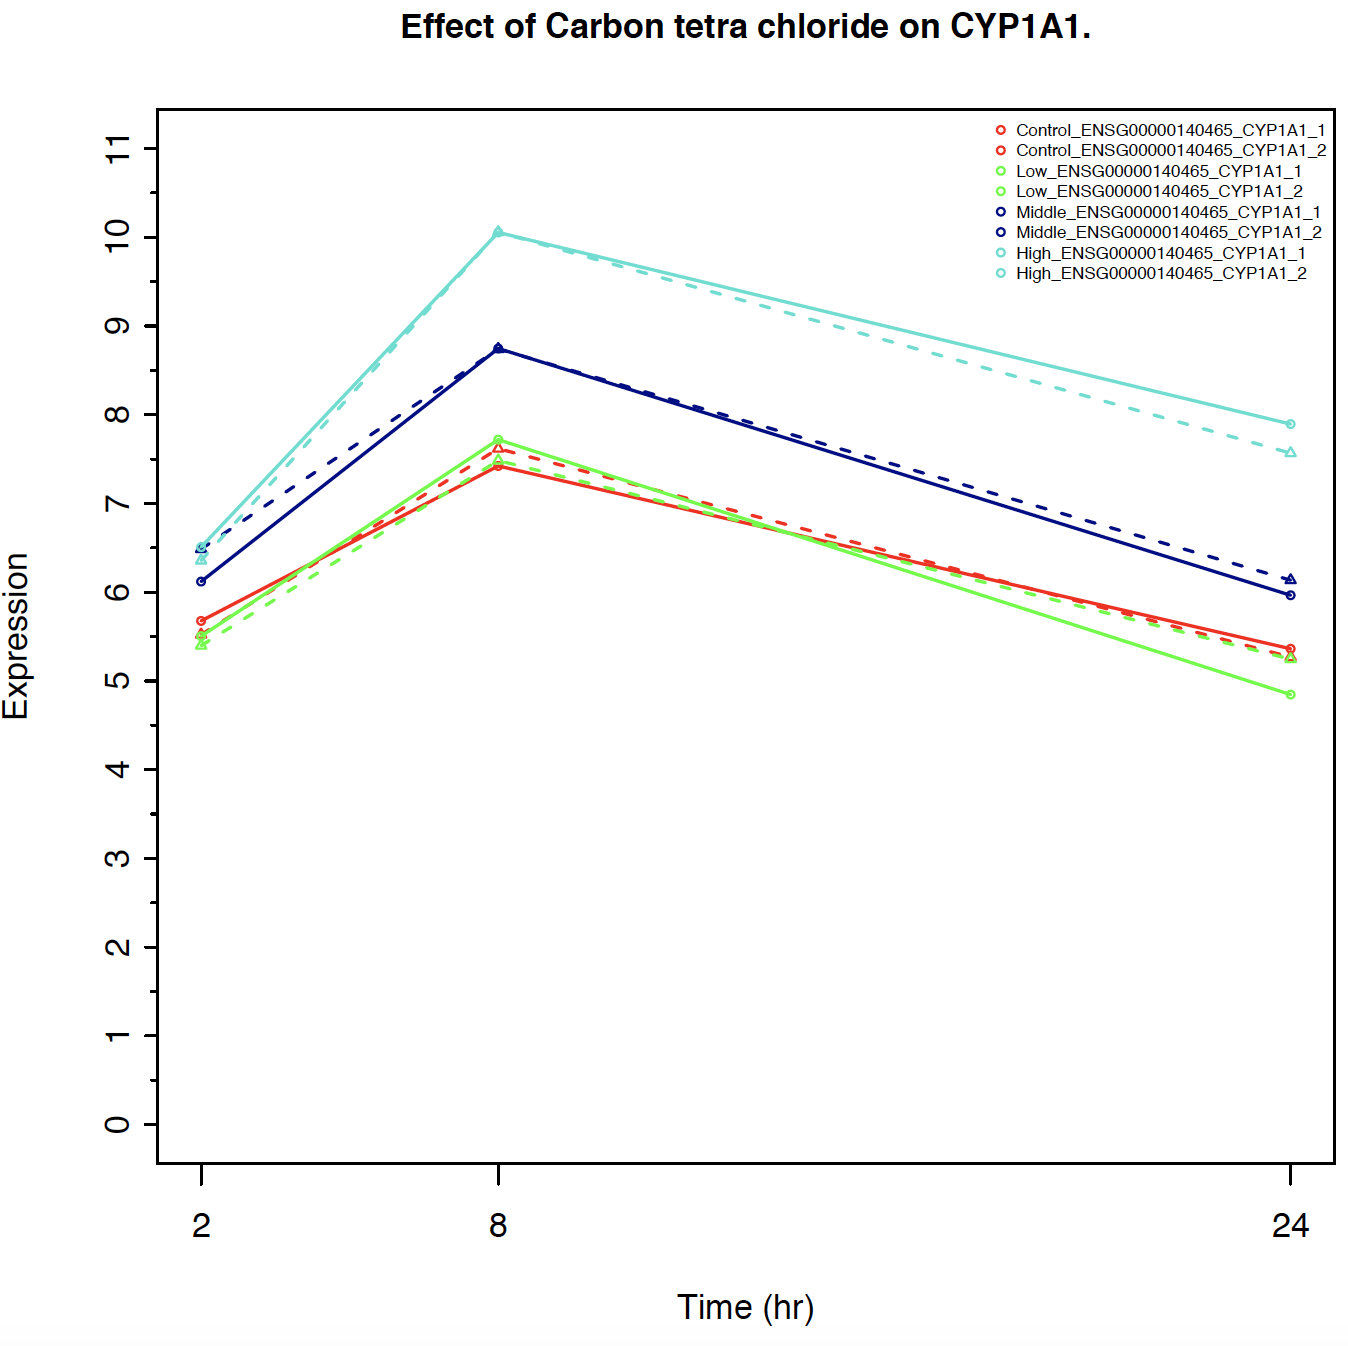 Effect of Carbon tetra chloride on CYP1A1.
Control_ENSG00000140465_CYP1A1_1
Control_ENSG00000140465_CYP1A1_2
Low_ENSG00000140465_CYP1A1_1
Low_ENSG00000140465_CYP1A1_2
Middle_ENSG00000140465_CYP1A1_1
Middle_ENSG00000140465_CYP1A1_2
High_ENSG00000140465_CYP1A1_1
High_ENSG00000140465_CYP1A1_2
11
10
9
8
7
6
5
4
3
2
1
0
Expression
2 8 24
Time (hr)